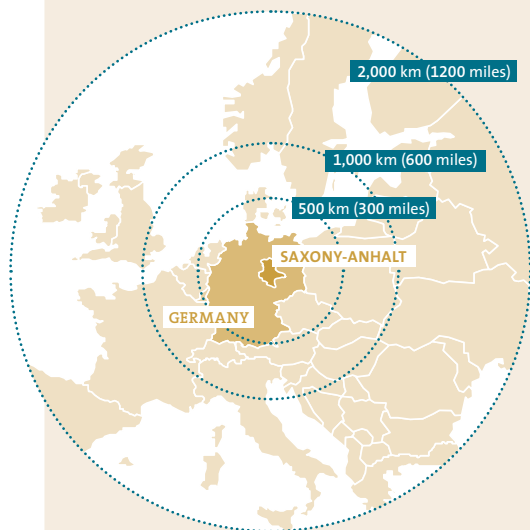 2,000 km (1200 miles)
1,000 km (600 miles)
500 km (300 miles)
SAXONY-ANHALT
GERMANY